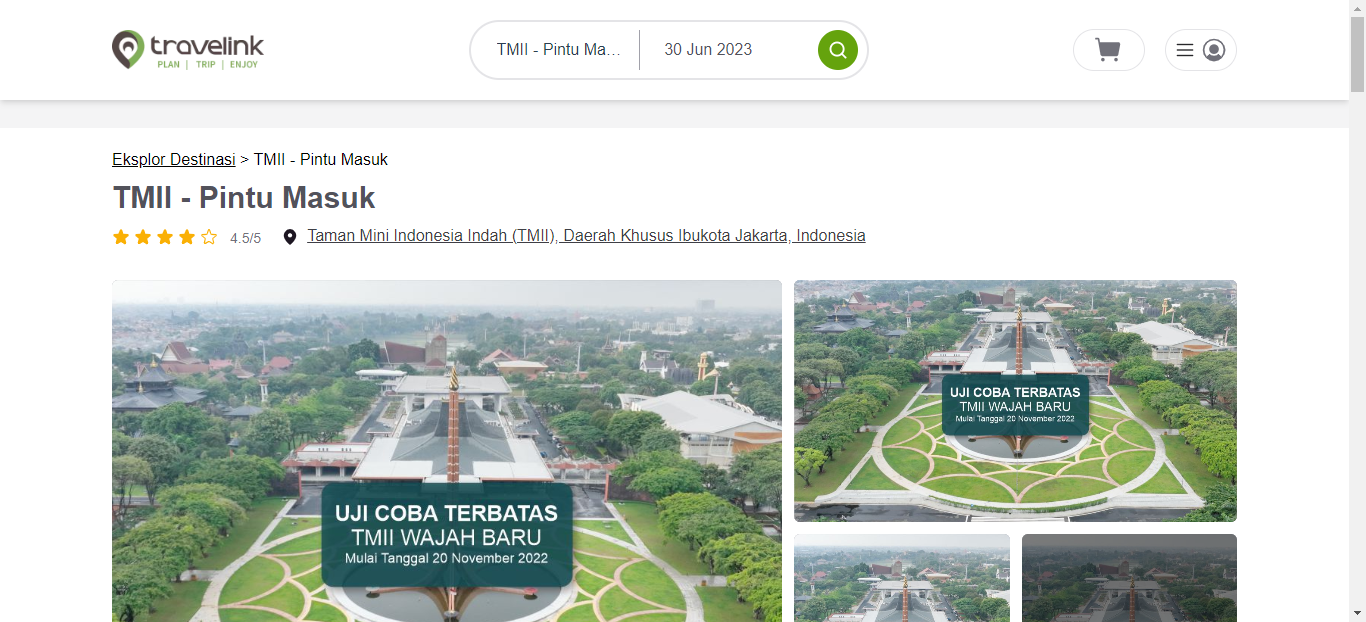 travelink
PLAN | TRIP | ENJOY
TMII - Pintu Ma...
30 Jun 2023
Eksplor Destinasi > TMII - Pintu Masuk
TMII - Pintu Masuk
4.5/5
Taman Mini Indonesia Indah (TMII), Daerah Khusus Ibukota Jakarta, Indonesia
UJI COBA TERBATAS
TMII WAJAH BARU
Mulai Tanggal 20 November 2022
UJI COBA TERBATAS
TMII WAJAH BARU
Mulai Tanggal 20 November 2022